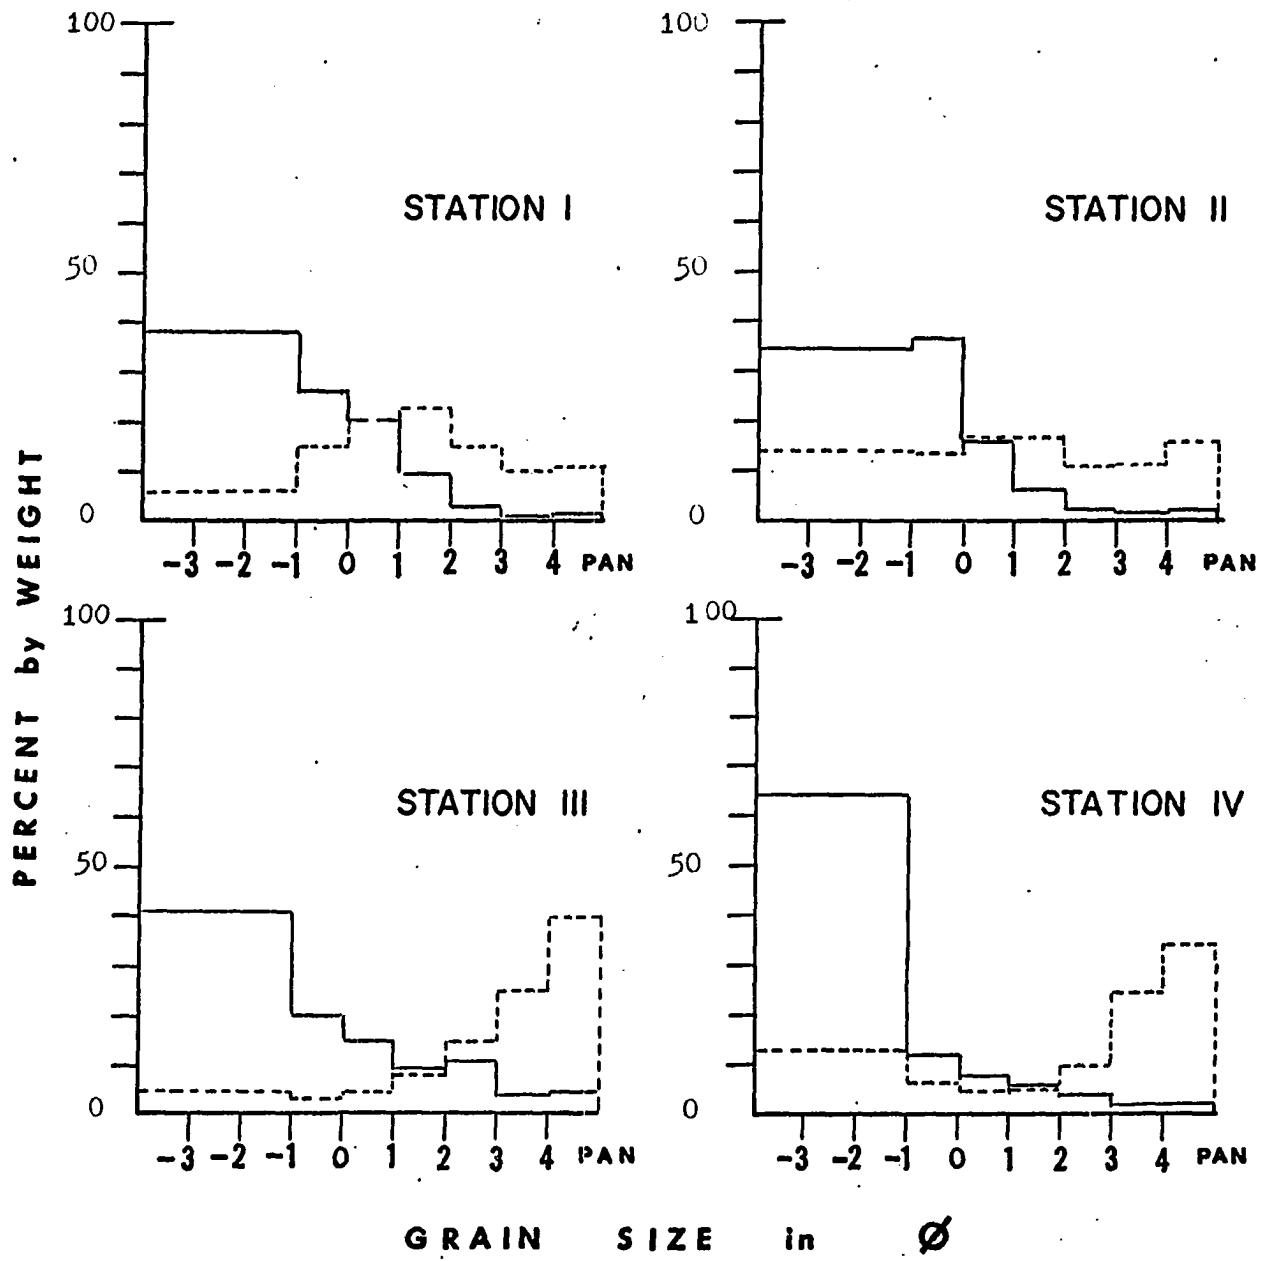 100
50
0
STATION I
-3 -2 -1 0 1 2 3 4 PAN
100
50
0
STATION II
-3 -2 -1 0 1 2 3 4 PAN
100
50
0
STATION III
-3 -2 -1 0 1 2 3 4 PAN
100
50
0
STATION IV
-3 -2 -1 0 1 2 3 4 PAN
PERCENT by WEIGHT
GRAIN SIZE in Ø